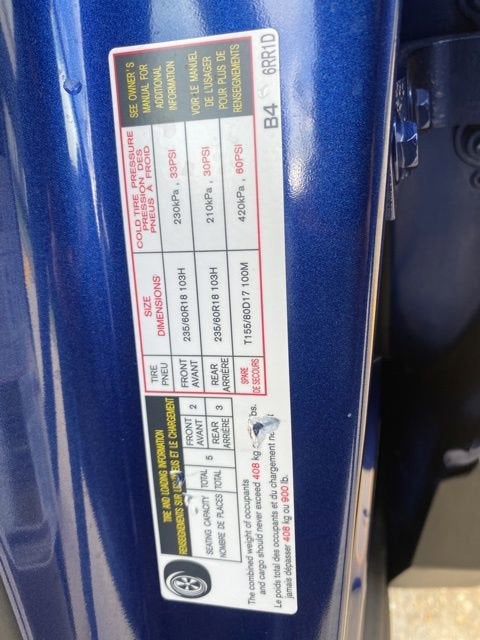 TIRE AND LOADING INFORMATION
RENSEIGNEMENTS SUR LES PNEUS ET LE CHARGEMENT
SEATING CAPACITY TOTAL 5 FRONT AVANT 2 REAR ARRIÈRE 3
NOMBRE DE PLACES TOTAL
The combined weight of occupants
and cargo should never exceed 408 kg lbs.
Le poids total des occupants et du chargement ne doit
jamais dépasser 408 kg ou 900 lb.
TIRE PNEU
SIZE DIMENSIONS
COLD TIRE PRESSURE
PRESSION DES
PNEUS À FROID
FRONT AVANT 235/60R18 103H 230kPa , 33PSI
REAR ARRIÈRE 235/60R18 103H 210kPa , 30PSI
SPARE DE SECOURS T155/80D17 100M 420kPa , 60PSI
SEE OWNER'S
MANUAL FOR
ADDITIONAL
INFORMATION
VOIR LE MANUEL
DE L'USAGER
POUR PLUS DE
RENSEIGNEMENTS
B4 6RR1D